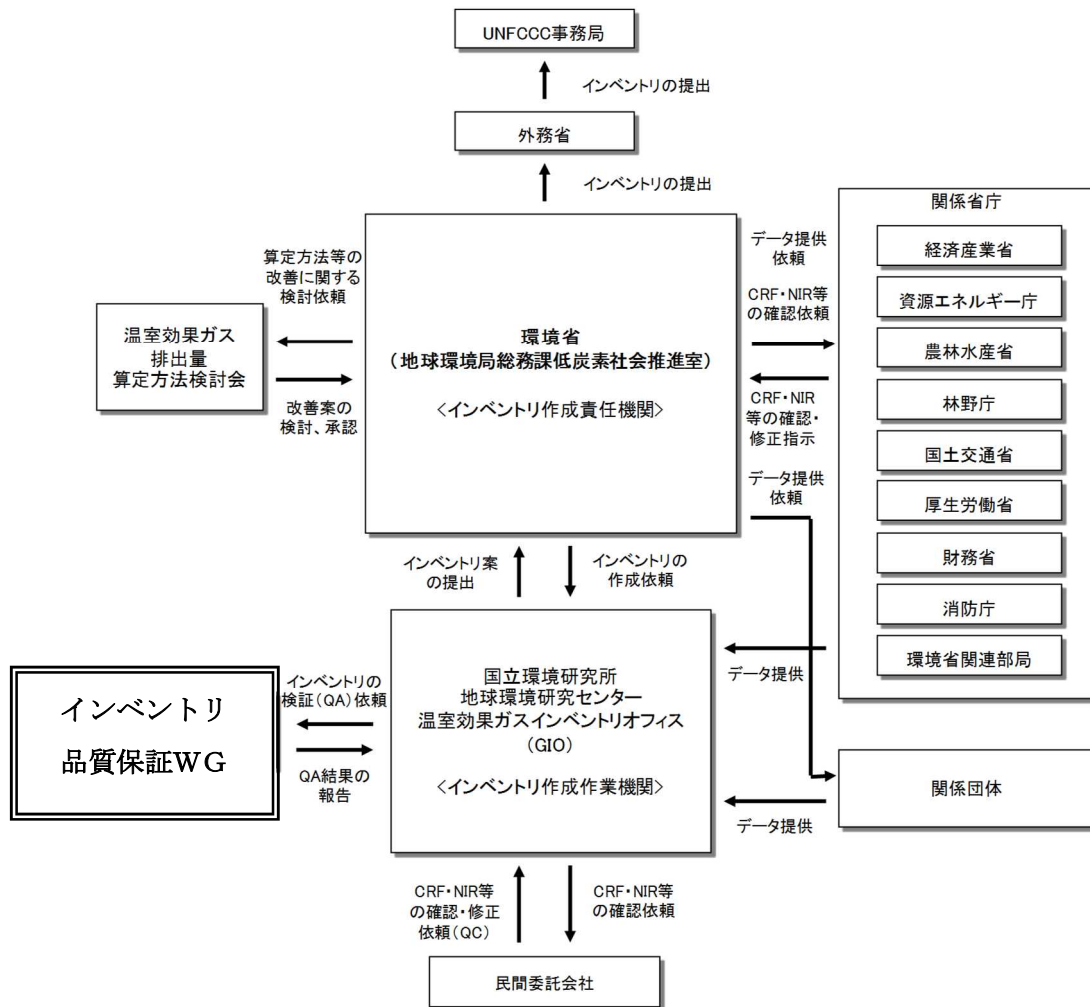 UNFCCC事務局
インベントリの提出
外務省
インベントリの提出
算定方法等の
改善に関する
検討依頼
温室効果ガス
排出量
算定方法検討会
改善案の
検討、承認
環境省
（地球環境局総務課低炭素社会推進室）
＜インベントリ作成責任機関＞
データ提供
依頼
CRF・NIR等
の確認依頼
CRF・NIR
等の確認・
修正指示
データ提供
依頼
関係省庁
経済産業省
資源エネルギー庁
農林水産省
林野庁
国土交通省
厚生労働省
財務省
消防庁
環境省関連部局
インベントリ案
の提出
インベントリの
作成依頼
インベントリ
品質保証WG
インベントリの
検証（QA）依頼
QA結果の
報告
国立環境研究所
地球環境研究センター
温室効果ガスインベントリオフィス
（GIO）
＜インベントリ作成作業機関＞
データ提供
データ提供
関係団体
CRF・NIR等
の確認・修正
依頼（QC）
CRF・NIR等
の確認依頼
民間委託会社